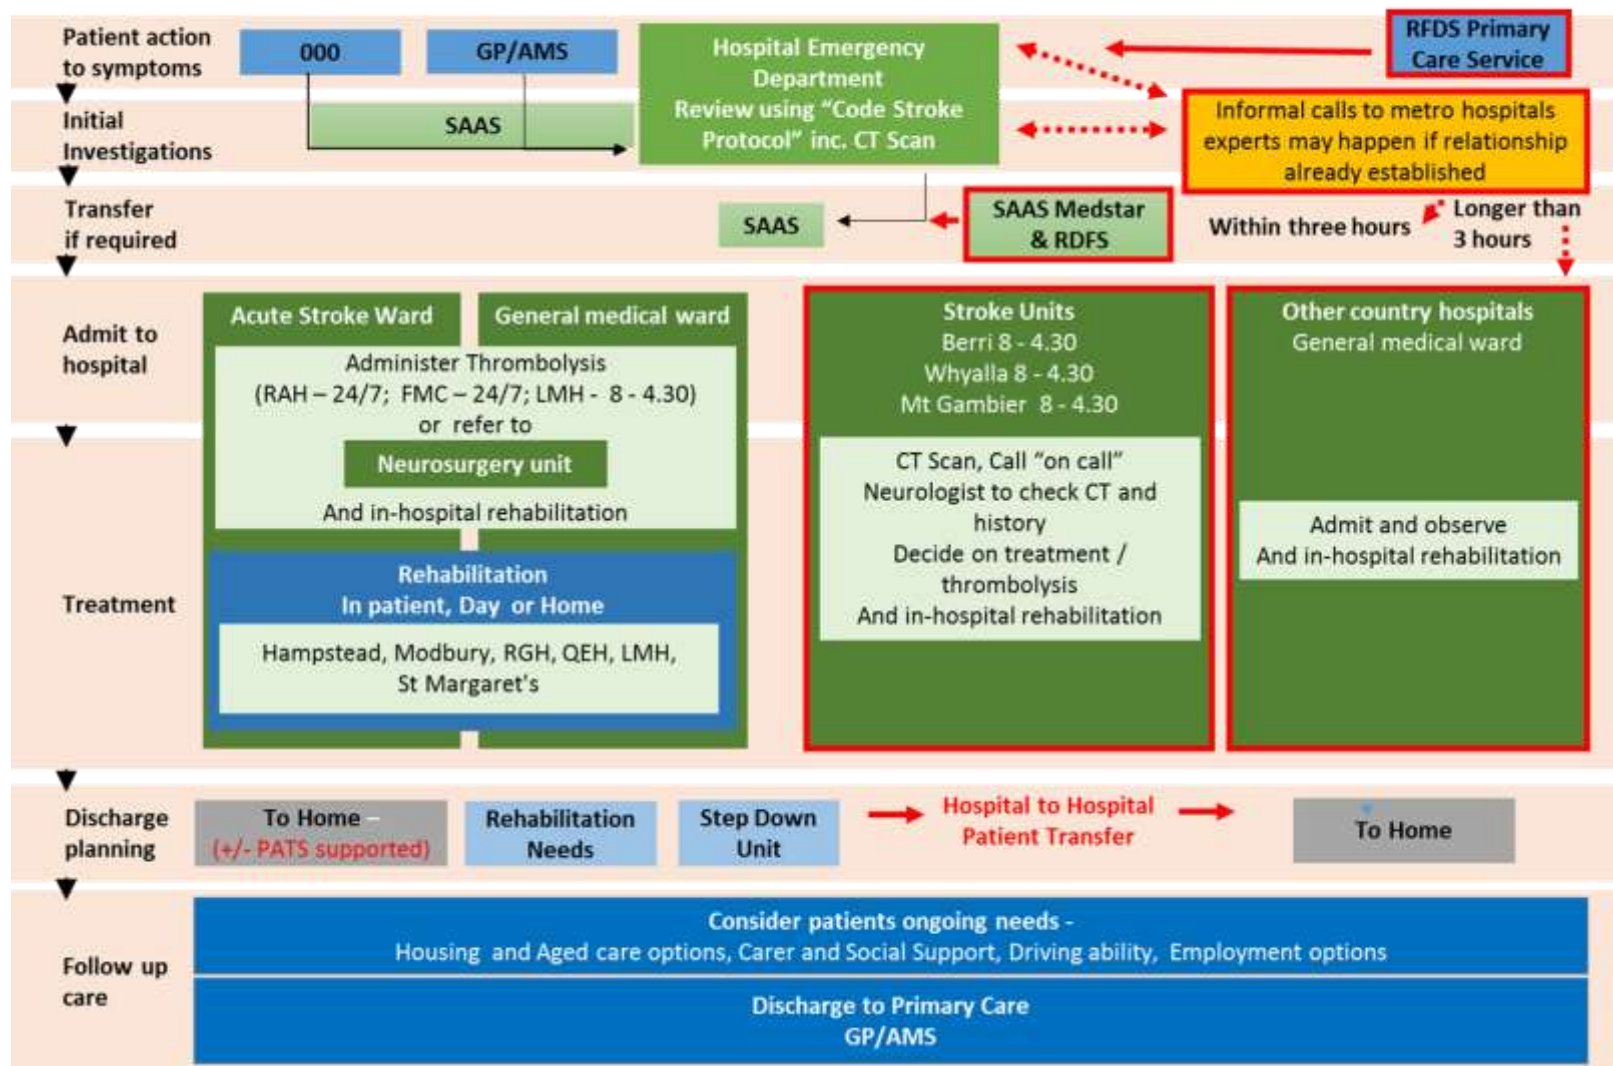 Patient action
to symptoms
000
GP/AMS
Hospital Emergency
Department
Review using “Code Stroke
Protocol” inc. CT Scan
RFDS Primary
Care Service
Initial
Investigations
SAAS
Informal calls to metro hospitals
experts may happen if relationship
already established
Transfer
if required
SAAS
SAAS Medstar
& RDFS
Within three hours
Longer than
3 hours
Admit to
hospital
Acute Stroke Ward
General medical ward
Administer Thrombolysis
(RAH – 24/7; FMC – 24/7; LMH - 8 - 4.30)
or refer to
Neurosurgery unit
And in-hospital rehabilitation
Stroke Units
Berri 8 - 4.30
Whyalla 8 - 4.30
Mt Gambier 8 - 4.30
CT Scan, Call “on call”
Neurologist to check CT and
history
Decide on treatment /
thrombolysis
And in-hospital rehabilitation
Other country hospitals
General medical ward
Admit and observe
And in-hospital rehabilitation
Treatment
Rehabilitation
In patient, Day or Home
Hampstead, Modbury, RGH, QEH, LMH,
St Margaret's
Discharge
planning
To Home –
(+/- PATS supported)
Rehabilitation
Needs
Step Down
Unit
Hospital to Hospital
Patient Transfer
To Home
Follow up
care
Consider patients ongoing needs -
Housing and Aged care options, Carer and Social Support, Driving ability, Employment options
Discharge to Primary Care
GP/AMS